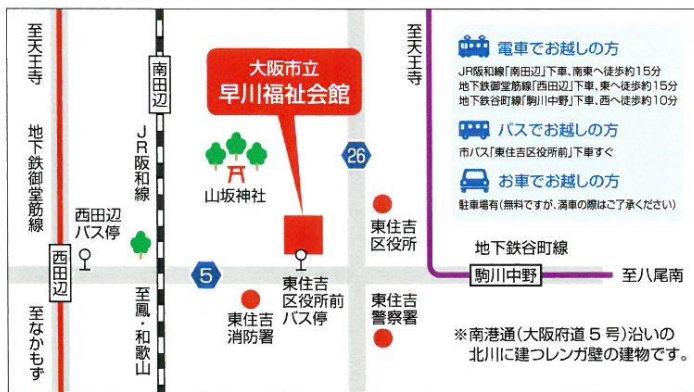 至天王寺
地下鉄御堂筋線
西田辺
至なかもず
西田辺
バス停
南田辺
JR阪和線
至鳳・和歌山
大阪市立
早川福祉会館
山坂神社
26
5
東住吉
区役所
東住吉
区役所前
バス停
東住吉
消防署
東住吉
警察署
至天王寺
地下鉄谷町線
駒川中野
至八尾南
電車でお越しの方
JR阪和線「南田辺」下車、南東へ徒歩約15分
地下鉄御堂筋線「西田辺」下車、東へ徒歩約15分
地下鉄谷町線「駒川中野」下車、西へ徒歩約10分
バスでお越しの方
市バス「東住吉区役所前」下車すぐ
お車でお越しの方
駐車場有(無料ですが、満車の際はご了承ください)
※南港通(大阪府道5号)沿いの
北川に建つレンガ壁の建物です。